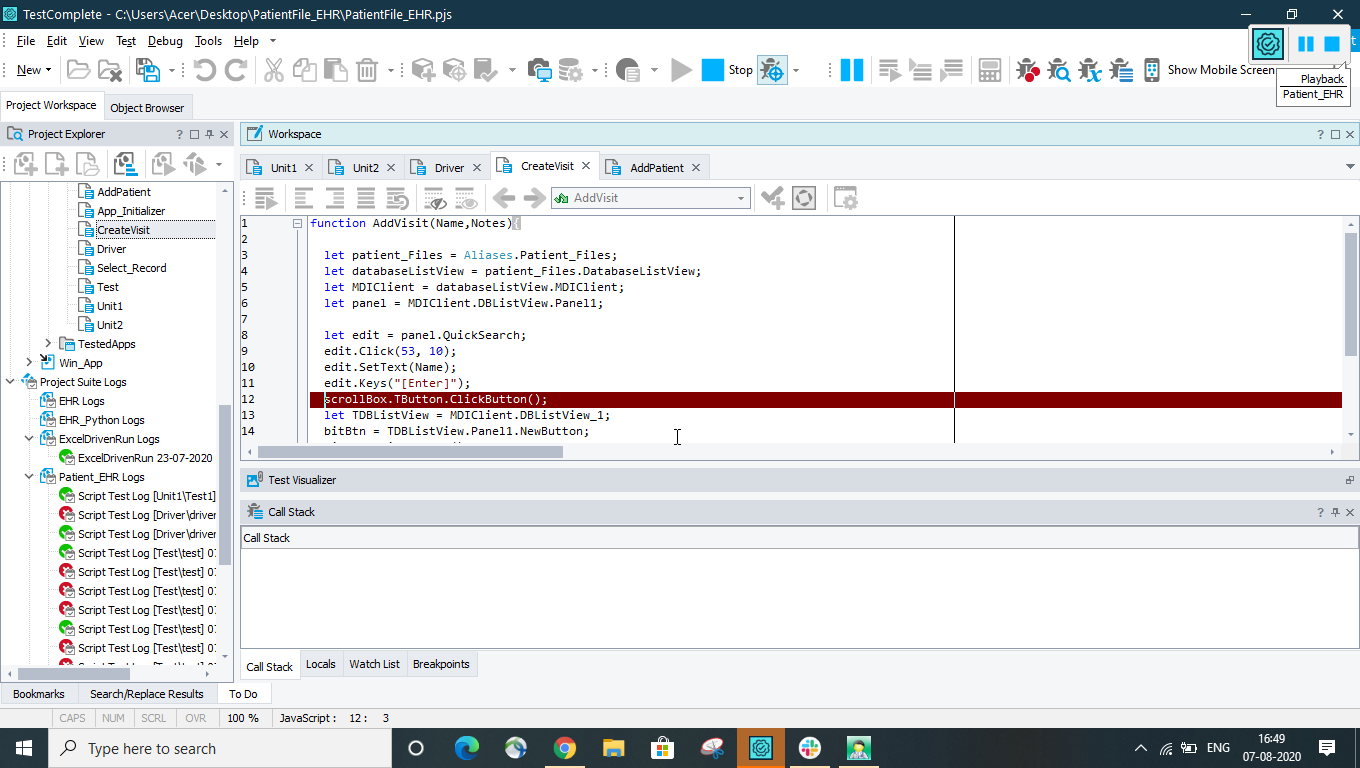 TestComplete - C:\Users\Acer\Desktop\PatientFile_EHR\PatientFile_EHR.pjs
File Edit View Test Debug Tools Help
New
Stop
Show Mobile Screen
Playback
Patient_EHR
Project Workspace
Object Browser
Project Explorer
AddPatient
App_Initializer
CreateVisit
Driver
Select_Record
Test
Unit1
Unit2
TestedApps
Win_App
Project Suite Logs
EHR Logs
EHR_Python Logs
ExcelDrivenRun Logs
ExcelDrivenRun 23-07-2020
Patient_EHR Logs
Script Test Log [Unit1\Test1]
Script Test Log [Driver\driver
Script Test Log [Driver\driver
Script Test Log [Test\test] 07
Script Test Log [Test\test] 07
Script Test Log [Test\test] 07
Script Test Log [Test\test] 07
Script Test Log [Test\test] 07
Script Test Log [Test\test] 07
Workspace
Unit1 Unit2 Driver CreateVisit AddPatient
AddVisit
1 function AddVisit(Name,Notes){
2
3 let patient_Files = Aliases.Patient_Files;
4 let databaseListView = patient_Files.DatabaseListView;
5 let MDIClient = databaseListView.MDIClient;
6 let panel = MDIClient.DBListView.Panel1;
7
8 let edit = panel.QuickSearch;
9 edit.Click(53, 10);
10 edit.SetText(Name);
11 edit.Keys("[Enter]");
12 scrollBox.TButton.ClickButton();
13 let TDBListView = MDIClient.DBListView_1;
14 bitBtn = TDBListView.Panel1.NewButton;
Test Visualizer
Call Stack
Call Stack
Call Stack Locals Watch List Breakpoints
Bookmarks Search/Replace Results To Do
CAPS NUM SCRL OVR 100 % JavaScript : 12 : 3
Type here to search
ENG
16:49
07-08-2020